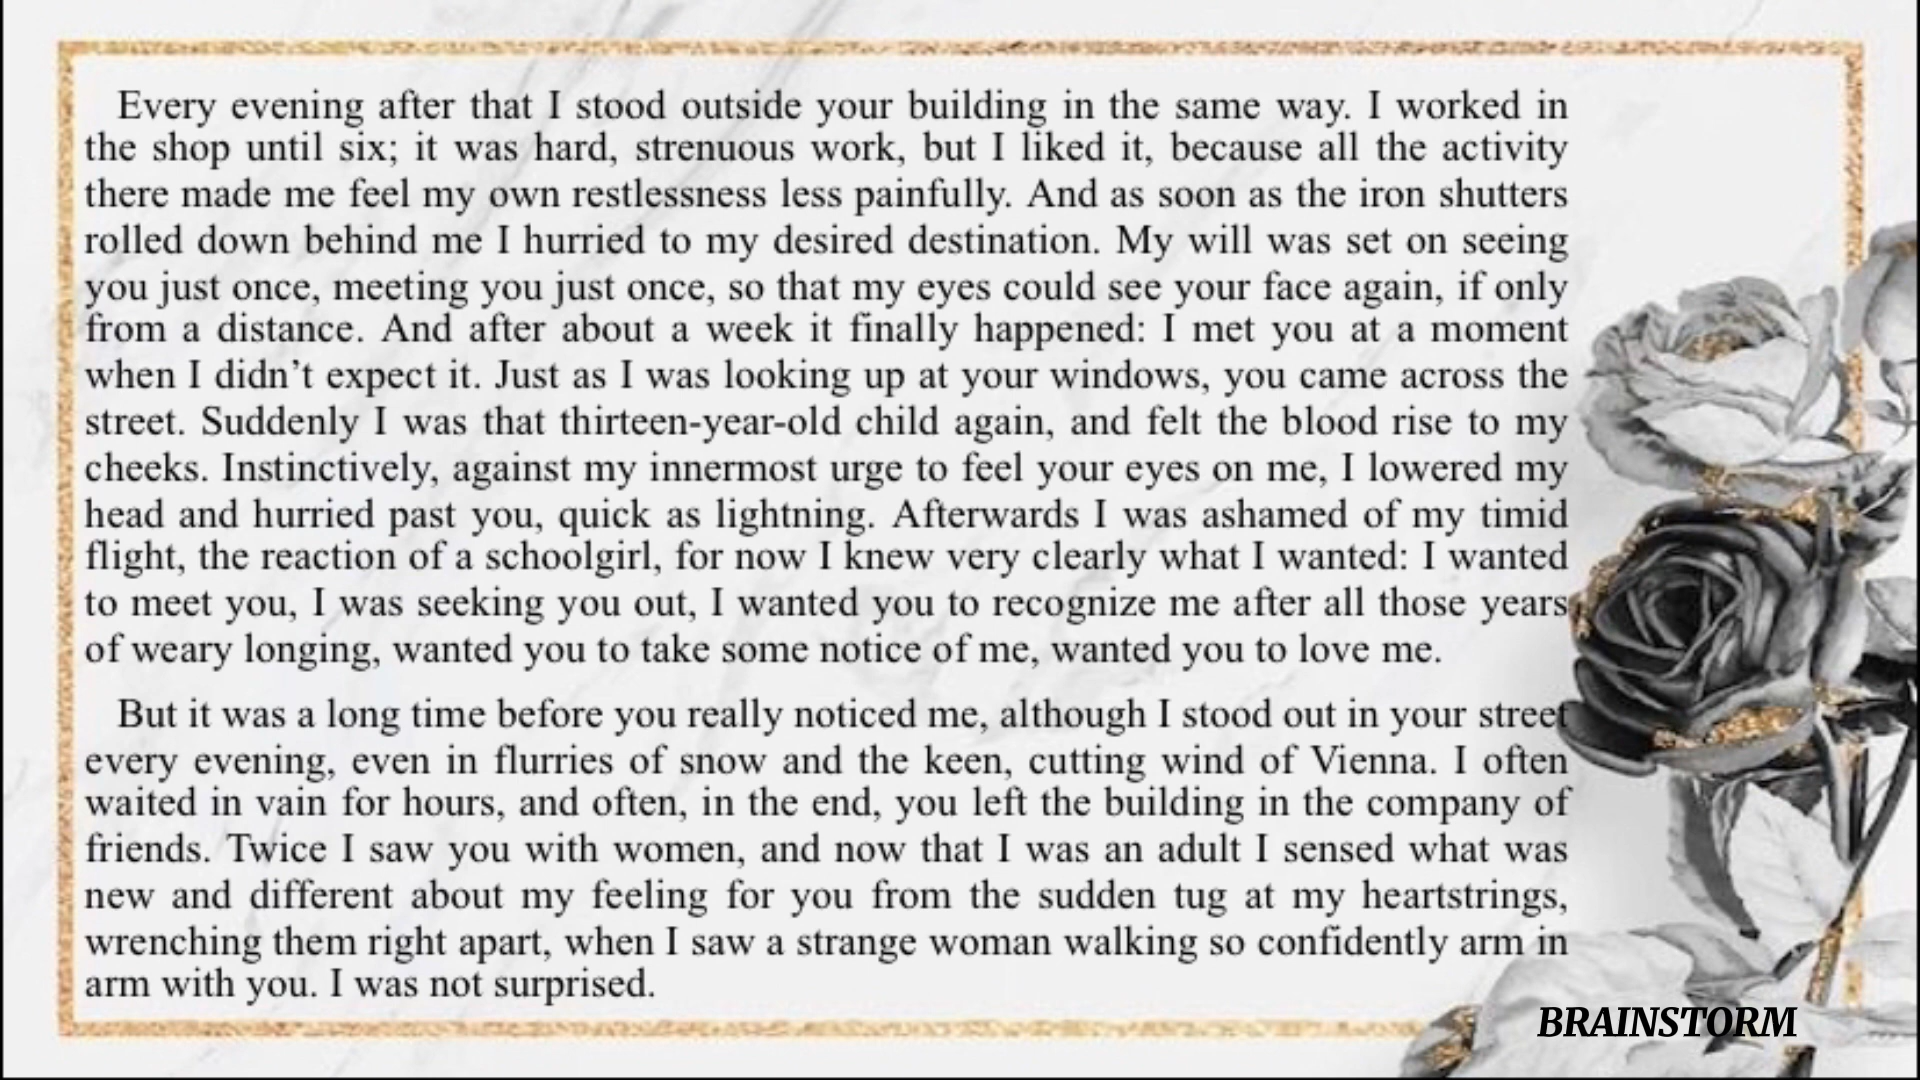 Every evening after that I stood outside your building in the same way. I worked in
the shop until six; it was hard, strenuous work, but I liked it, because all the activity
there made me feel my own restlessness less painfully. And as soon as the iron shutters
rolled down behind me I hurried to my desired destination. My will was set on seeing
you just once, meeting you just once, so that my eyes could see your face again, if only
from a distance. And after about a week it finally happened: I met you at a moment
when I didn’t expect it. Just as I was looking up at your windows, you came across the
street. Suddenly I was that thirteen-year-old child again, and felt the blood rise to my
cheeks. Instinctively, against my innermost urge to feel your eyes on me, I lowered my
head and hurried past you, quick as lightning. Afterwards I was ashamed of my timid
flight, the reaction of a schoolgirl, for now I knew very clearly what I wanted: I wanted
to meet you, I was seeking you out, I wanted you to recognize me after all those years
of weary longing, wanted you to take some notice of me, wanted you to love me.
But it was a long time before you really noticed me, although I stood out in your street
every evening, even in flurries of snow and the keen, cutting wind of Vienna. I often
waited in vain for hours, and often, in the end, you left the building in the company of
friends. Twice I saw you with women, and now that I was an adult I sensed what was
new and different about my feeling for you from the sudden tug at my heartstrings,
wrenching them right apart, when I saw a strange woman walking so confidently arm in
arm with you. I was not surprised.
BRAINSTORM